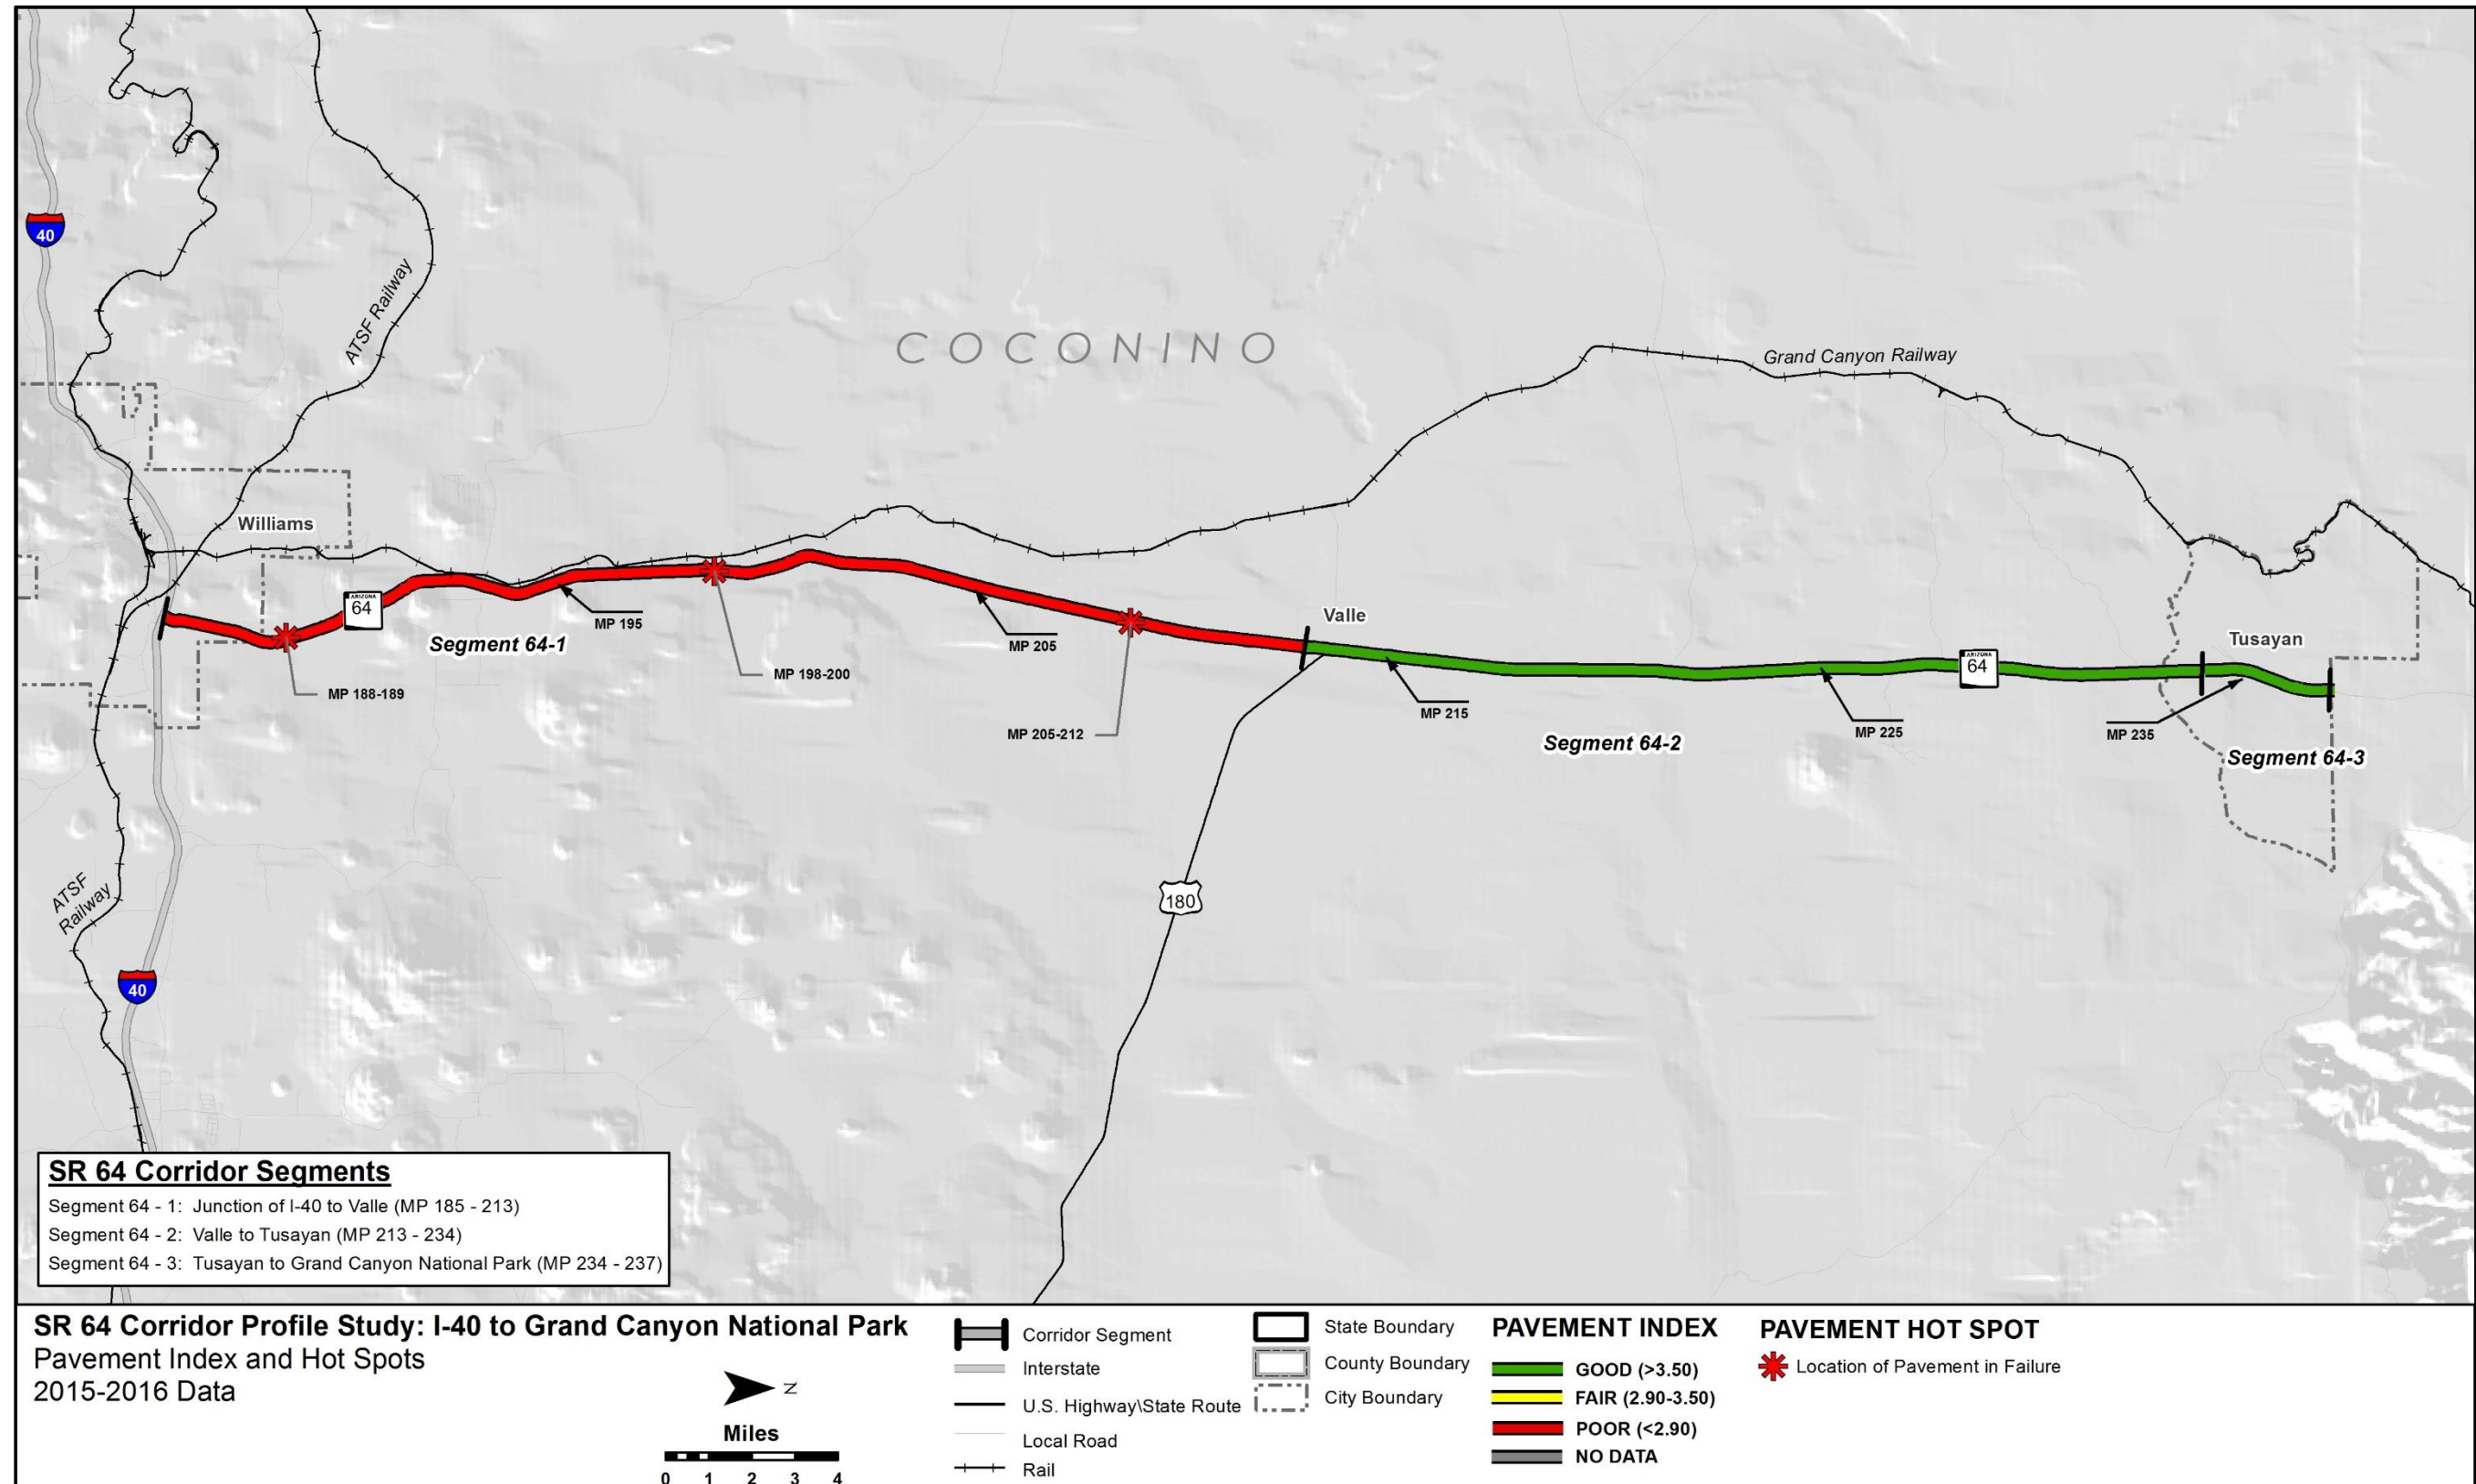 40
ATSF Railway
COCONINO
Grand Canyon Railway
Williams
ARIZONA
64
Segment 64-1
MP 188-189
MP 195
MP 198-200
MP 205
MP 205-212
Valle
MP 215
Segment 64-2
MP 225
ARIZONA
64
Tusayan
MP 235
Segment 64-3
180
ATSF
Railway
40
SR 64 Corridor Segments
Segment 64 - 1: Junction of I-40 to Valle (MP 185 - 213)
Segment 64 - 2: Valle to Tusayan (MP 213 - 234)
Segment 64 - 3: Tusayan to Grand Canyon National Park (MP 234 - 237)
SR 64 Corridor Profile Study: I-40 to Grand Canyon National Park
Pavement Index and Hot Spots
2015-2016 Data
N
Miles
0 1 2 3 4
Corridor Segment
Interstate
U.S. Highway\State Route
Local Road
Rail
State Boundary
County Boundary
City Boundary
PAVEMENT INDEX
GOOD (>3.50)
FAIR (2.90-3.50)
POOR (<2.90)
NO DATA
PAVEMENT HOT SPOT
Location of Pavement in Failure